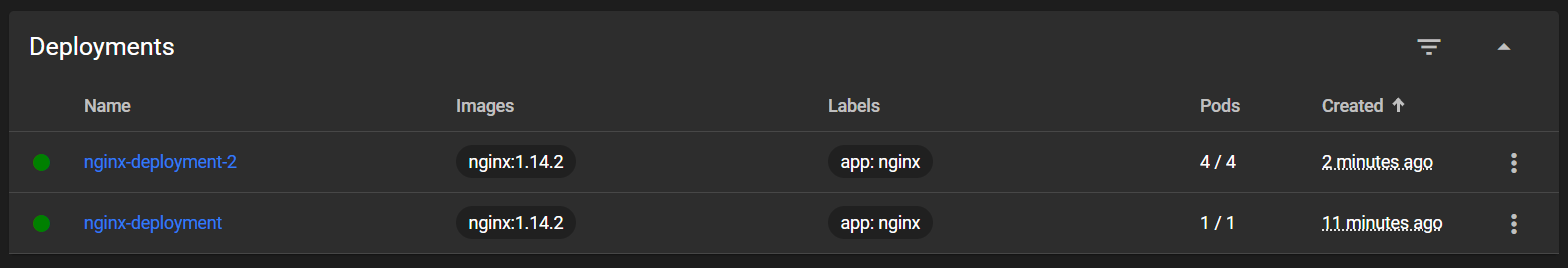 Deployments
Name Images Labels Pods Created
nginx-deployment-2 nginx:1.14.2 app: nginx 4 / 4 2 minutes ago
nginx-deployment nginx:1.14.2 app: nginx 1 / 1 11 minutes ago